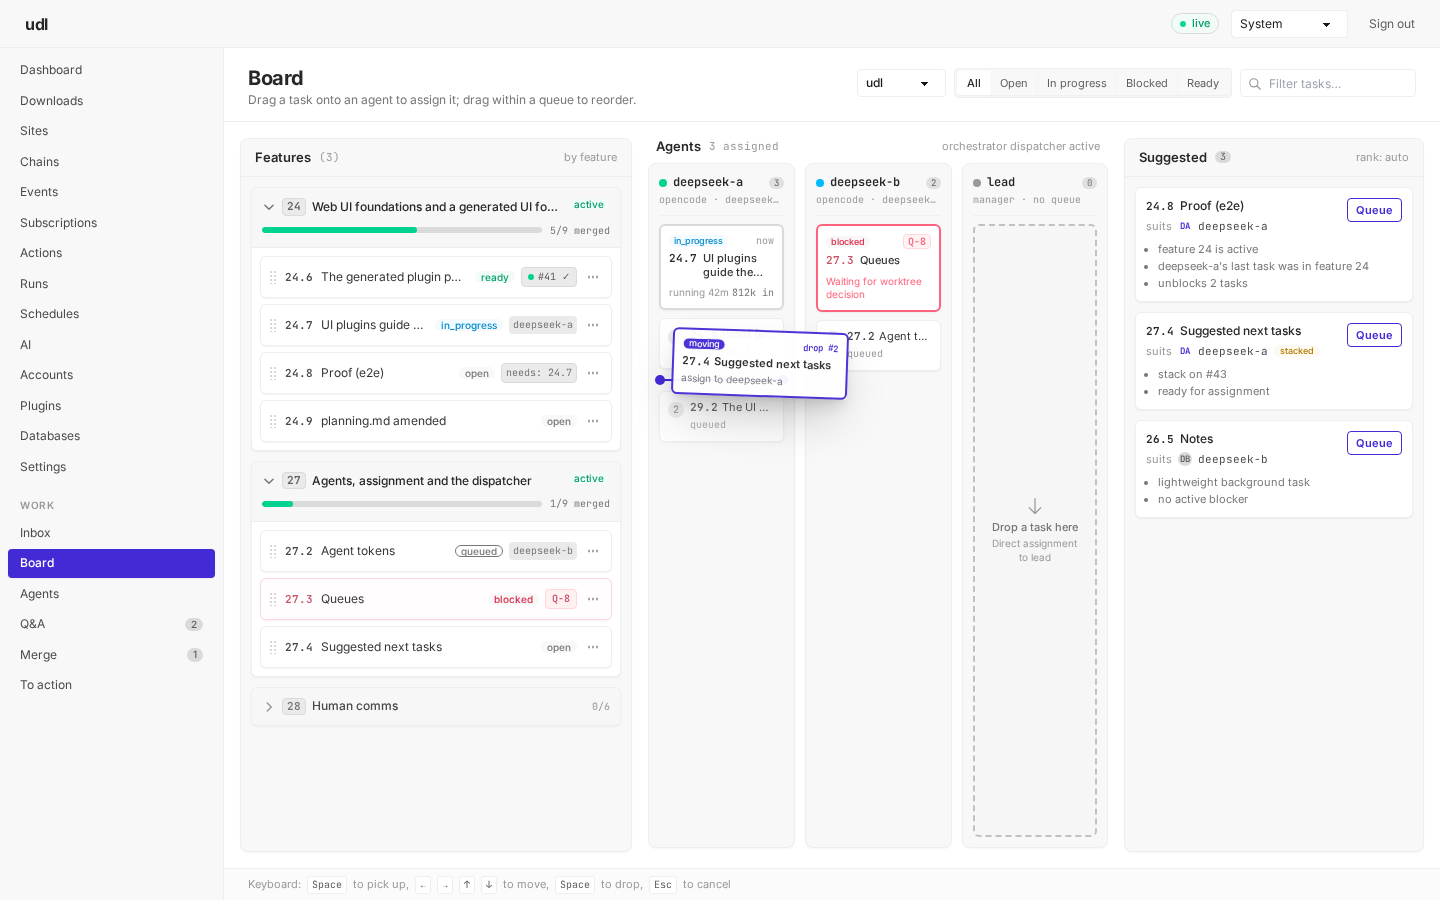 udl
live
System
Sign out
Dashboard
Downloads
Sites
Chains
Events
Subscriptions
Actions
Runs
Schedules
AI
Accounts
Plugins
Databases
Settings
WORK
Inbox
Board
Agents
Q&A 2
Merge 1
To action
Board
Drag a task onto an agent to assign it; drag within a queue to reorder.
udl
All Open In progress Blocked Ready
Filter tasks...
Features (3) by feature
24 Web UI foundations and a generated UI fo... active
5/9 merged
24.6 The generated plugin p... ready #41 ✓ ···
24.7 UI plugins guide ... in_progress deepseek-a ···
24.8 Proof (e2e) open needs: 24.7 ···
24.9 planning.md amended open ···
27 Agents, assignment and the dispatcher active
1/9 merged
27.2 Agent tokens queued deepseek-b ···
27.3 Queues blocked Q-8 ···
27.4 Suggested next tasks open ···
28 Human comms 0/6
Agents 3 assigned orchestrator dispatcher active
deepseek-a 3
opencode · deepseek…
in_progress now
24.7 UI plugins
guide the...
running 42m 812k in
moving drop #2
27.4 Suggested next tasks
assign to deepseek-a
2 29.2 The UI ...
queued
deepseek-b 2
opencode · deepseek…
blocked Q-8
27.3 Queues
Waiting for worktree
decision
27.2 Agent t...
queued
lead 0
manager · no queue
↓
Drop a task here
Direct assignment
to lead
Suggested 3 rank: auto
24.8 Proof (e2e) Queue
suits DA deepseek-a
• feature 24 is active
• deepseek-a's last task was in feature 24
• unblocks 2 tasks
27.4 Suggested next tasks Queue
suits DA deepseek-a stacked
• stack on #43
• ready for assignment
26.5 Notes Queue
suits DB deepseek-b
• lightweight background task
• no active blocker
Keyboard: Space to pick up, ← → ↑ ↓ to move, Space to drop, Esc to cancel